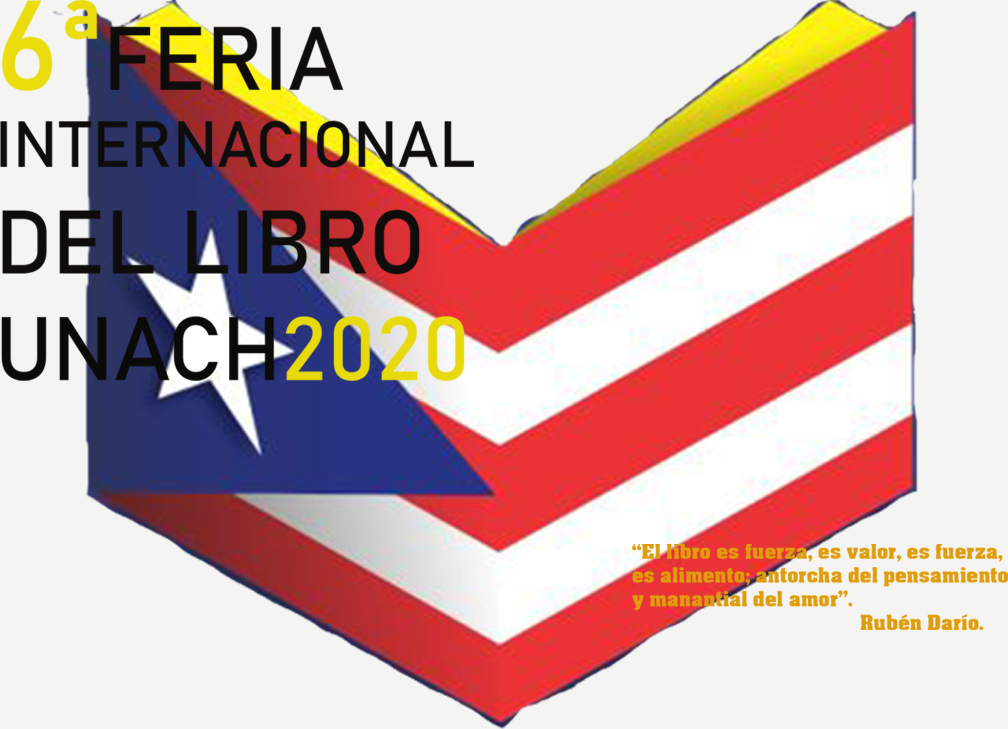 6ª FERIA
INTERNACIONAL
DEL LIBRO
UNACH2020
“El libro es fuerza, es valor, es fuerza,
es alimento; antorcha del pensamiento
y manantial del amor”.
Rubén Darío.